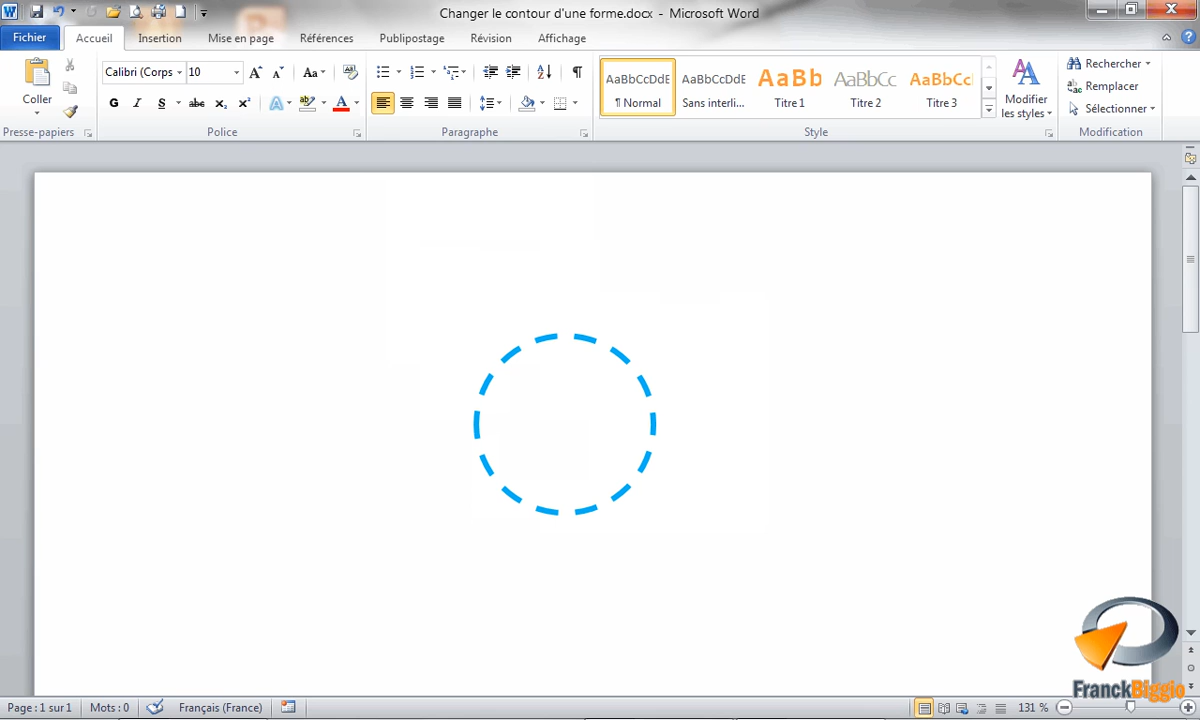 Changer le contour d'une forme.docx - Microsoft Word
Fichier Accueil Insertion Mise en page Références Publipostage Révision Affichage
Coller
Presse-papiers
Calibri (Corps 10
Aa
G I S abc x₂ x² A ab A
Police
Paragraphe
AaBbCcDdE AaBbCcDdE AaBb AaBbCc AaBbCc
¶ Normal Sans interli... Titre 1 Titre 2 Titre 3
Style
Modifier
les styles
Rechercher
Remplacer
Sélectionner
Modification
FranckBiggio
Page : 1 sur 1 Mots : 0 Français (France) 131 %